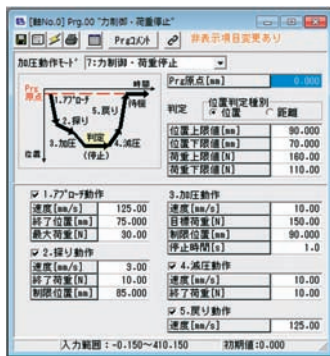 [軸No.0] Prg.00 "力制御・荷重停止"
Prgコメント
非表示項目変更あり
加圧動作モード 7:力制御・荷重停止
Prg原点[mm] 0.000
Prg原点
時間
位置
1.アプローチ
2.探り
3.加圧
判定
(停止)
4.減圧
5.戻り
待機
判定
位置判定種別
位置 距離
位置上限値[mm] 90.000
位置下限値[mm] 70.000
荷重上限値[N] 160.00
荷重下限値[N] 110.00
1.アプローチ動作
速度[mm/s] 125.00
終了位置[mm] 75.000
最大荷重[N] 30.00
2.探り動作
速度[mm/s] 3.00
終了荷重[N] 10.00
制限位置[mm] 85.000
3.加圧動作
速度[mm/s] 10.00
目標荷重[N] 150.00
制限位置[mm] 90.000
停止時間[s] 1.0
4.減圧動作
速度[mm/s] 10.00
終了荷重[N] 10.00
5.戻り動作
速度[mm/s] 125.00
入力範囲:-0.150～410.150 初期値:0.000